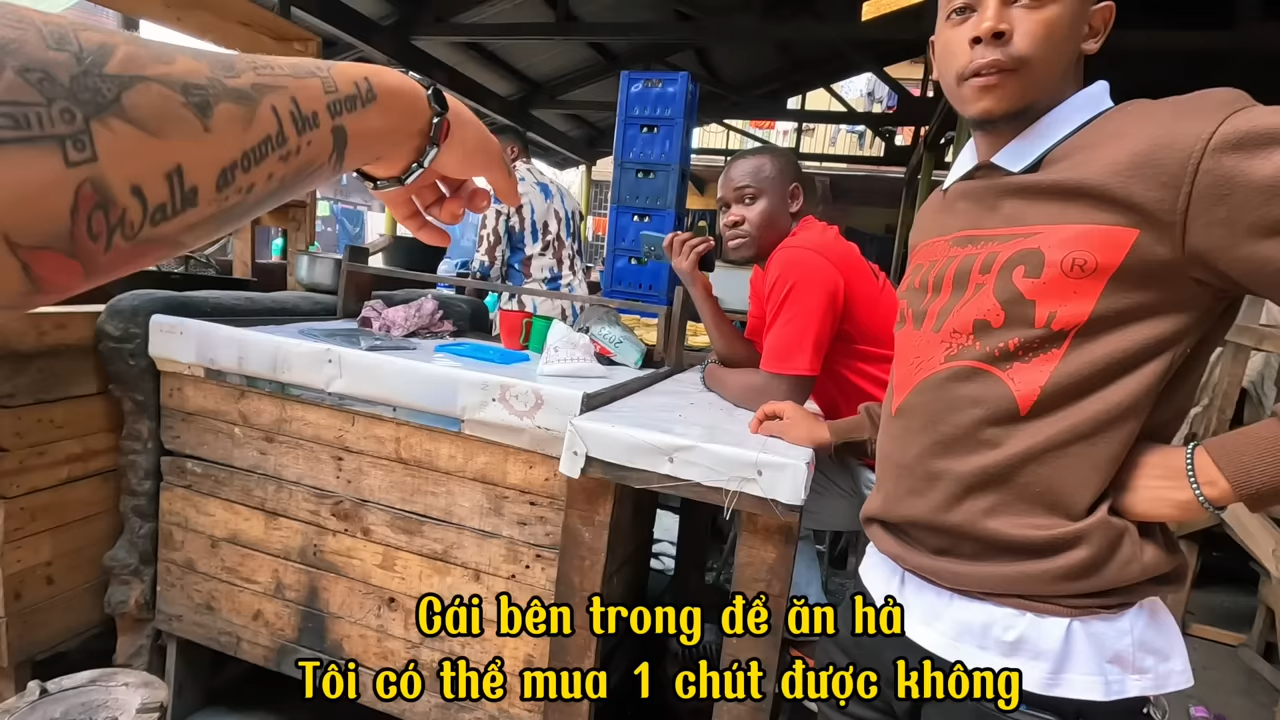 Walk around the world
®
Cái bên trong để ăn hả
Tôi có thể mua 1 chút được không